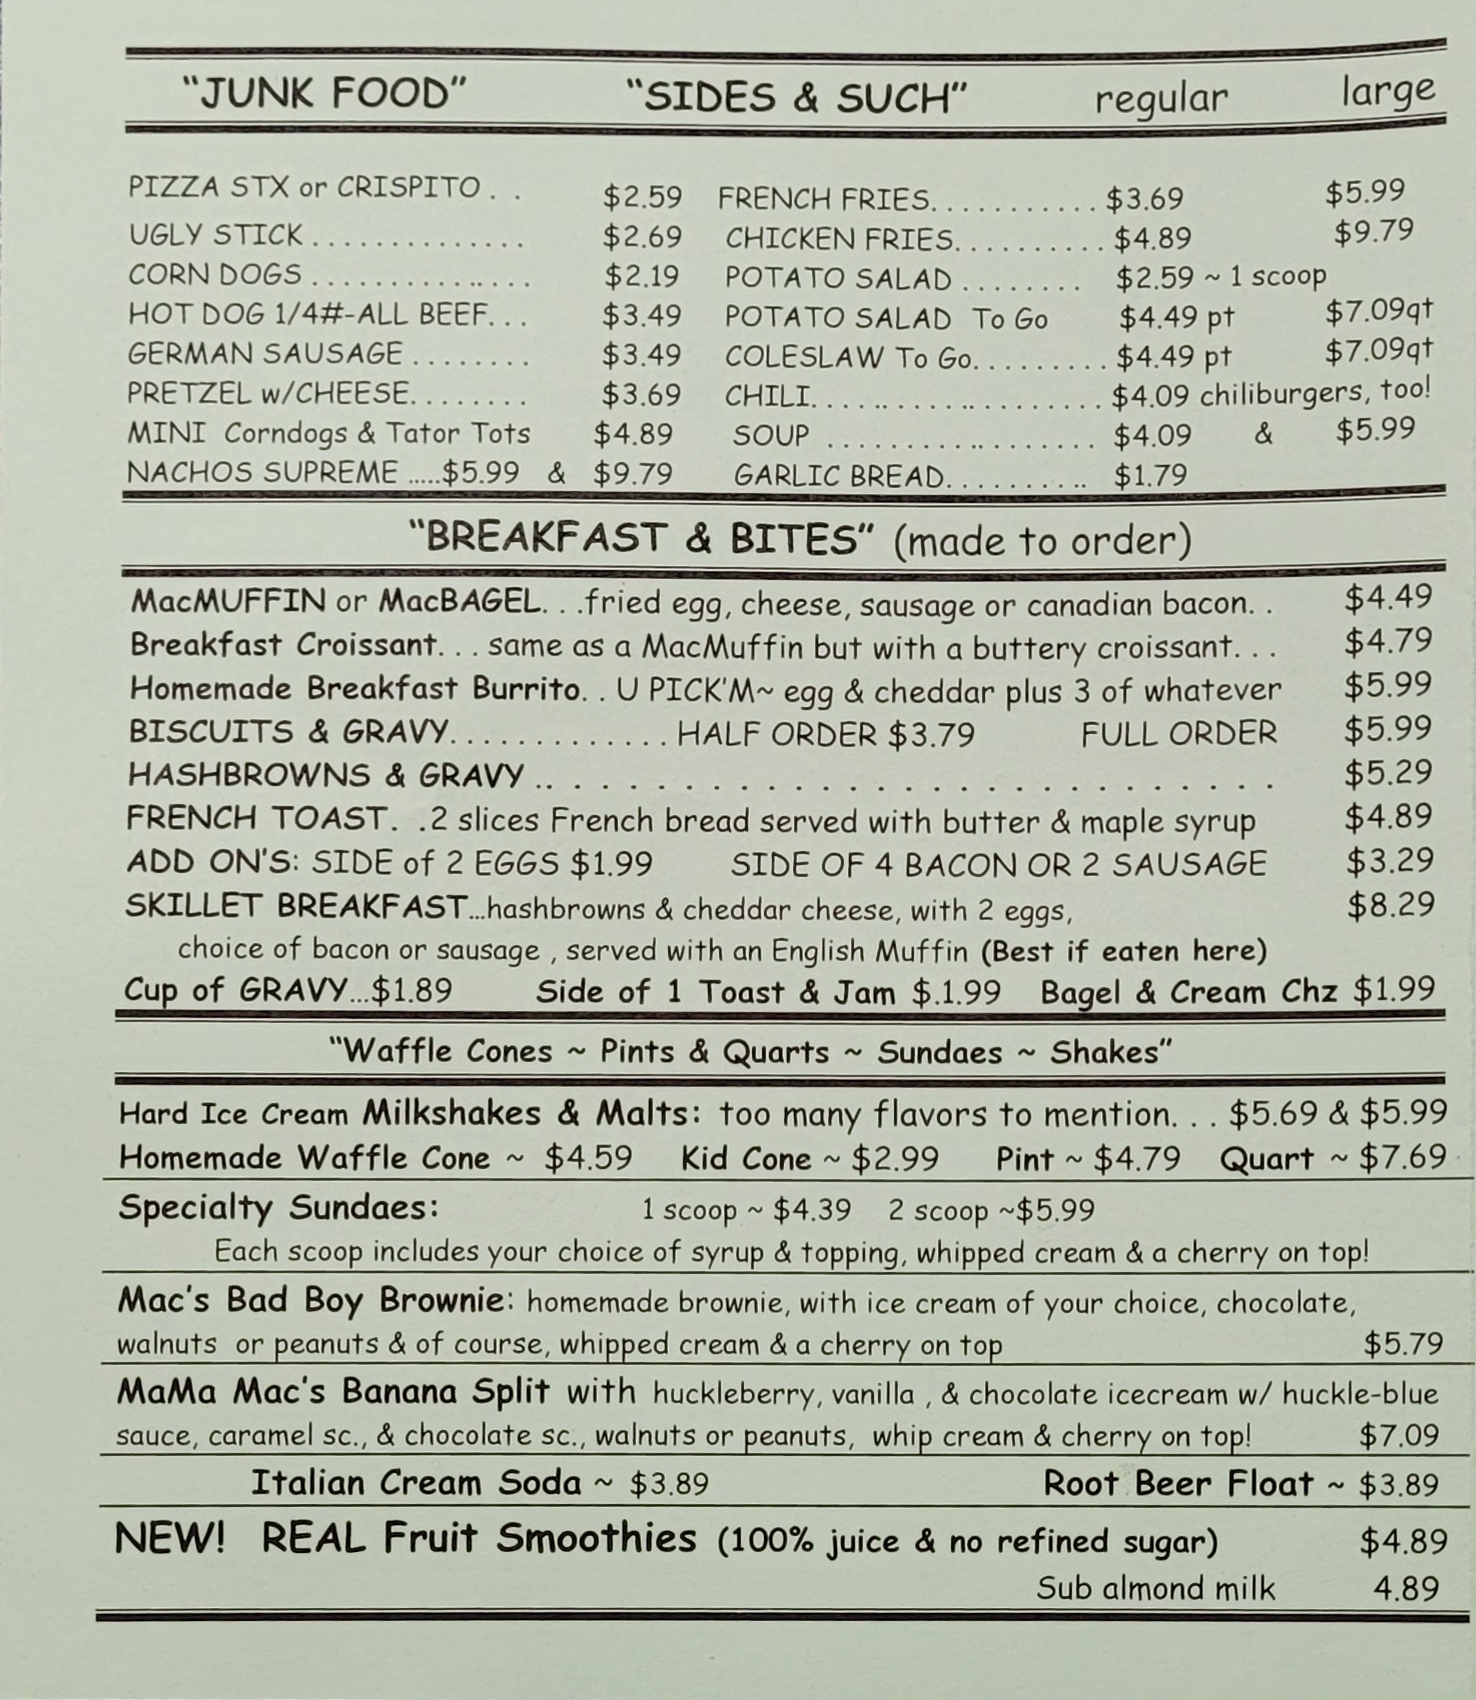 "JUNK FOOD" "SIDES & SUCH" regular large
PIZZA STX or CRISPITO . . $2.59 FRENCH FRIES. . . . . . . . . . . $3.69 $5.99
UGLY STICK . . . . . . . . . . . . . . $2.69 CHICKEN FRIES. . . . . . . . . . $4.89 $9.79
CORN DOGS . . . . . . . . . . . . . . . $2.19 POTATO SALAD . . . . . . . . $2.59 ~ 1 scoop
HOT DOG 1/4#-ALL BEEF. . . $3.49 POTATO SALAD To Go $4.49 pt $7.09qt
GERMAN SAUSAGE . . . . . . . . $3.49 COLESLAW To Go. . . . . . . . . $4.49 pt $7.09qt
PRETZEL w/CHEESE. . . . . . . . $3.69 CHILI. . . . . . . . . . . . . . . . . . . . . $4.09 chiliburgers, too!
MINI Corndogs & Tator Tots $4.89 SOUP . . . . . . . . . . . . . . . . . . . $4.09 & $5.99
NACHOS SUPREME .....$5.99 & $9.79 GARLIC BREAD. . . . . . . . . . $1.79
"BREAKFAST & BITES" (made to order)
MacMUFFIN or MacBAGEL. . .fried egg, cheese, sausage or canadian bacon. . $4.49
Breakfast Croissant. . . same as a MacMuffin but with a buttery croissant. . . $4.79
Homemade Breakfast Burrito. . U PICK'M~ egg & cheddar plus 3 of whatever $5.99
BISCUITS & GRAVY. . . . . . . . . . . . . HALF ORDER $3.79 FULL ORDER $5.99
HASHBROWNS & GRAVY .. . . . . . . . . . . . . . . . . . . . . . . . . . . . $5.29
FRENCH TOAST. . .2 slices French bread served with butter & maple syrup $4.89
ADD ON'S: SIDE of 2 EGGS $1.99 SIDE OF 4 BACON OR 2 SAUSAGE $3.29
SKILLET BREAKFAST...hashbrowns & cheddar cheese, with 2 eggs, $8.29
choice of bacon or sausage , served with an English Muffin (Best if eaten here)
Cup of GRAVY...$1.89 Side of 1 Toast & Jam $.1.99 Bagel & Cream Chz $1.99
"Waffle Cones ~ Pints & Quarts ~ Sundaes ~ Shakes"
Hard Ice Cream Milkshakes & Malts: too many flavors to mention. . . $5.69 & $5.99
Homemade Waffle Cone ~ $4.59 Kid Cone ~ $2.99 Pint ~ $4.79 Quart ~ $7.69
Specialty Sundaes: 1 scoop ~ $4.39 2 scoop ~$5.99
Each scoop includes your choice of syrup & topping, whipped cream & a cherry on top!
Mac's Bad Boy Brownie: homemade brownie, with ice cream of your choice, chocolate,
walnuts or peanuts & of course, whipped cream & a cherry on top $5.79
MaMa Mac's Banana Split with huckleberry, vanilla , & chocolate icecream w/ huckle-blue
sauce, caramel sc., & chocolate sc., walnuts or peanuts, whip cream & cherry on top! $7.09
Italian Cream Soda ~ $3.89 Root Beer Float ~ $3.89
NEW! REAL Fruit Smoothies (100% juice & no refined sugar) $4.89
Sub almond milk 4.89